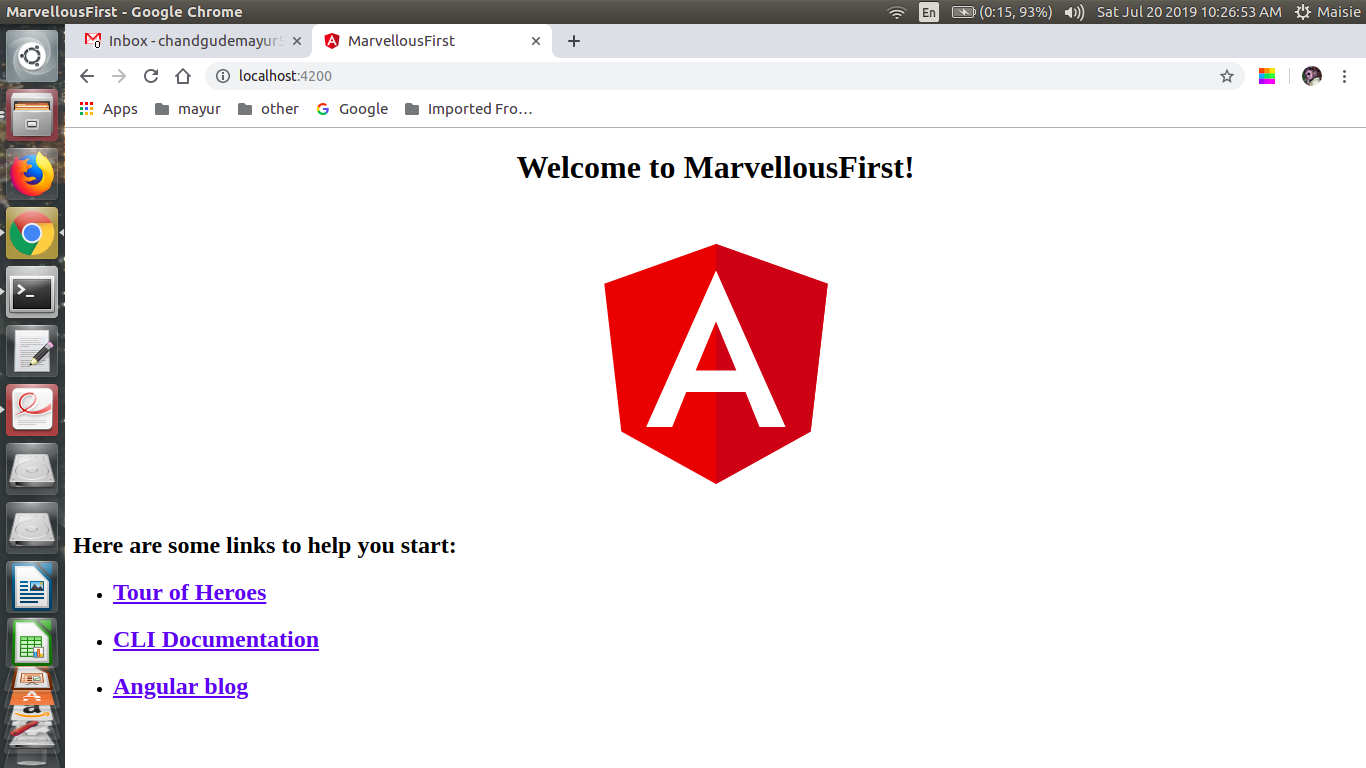 MarvellousFirst - Google Chrome
En
(0:15, 93%)
Sat Jul 20 2019 10:26:53 AM
Maisie
Inbox - chandgudemayur
MarvellousFirst
localhost:4200
Apps
mayur
other
Google
Imported Fro…
Welcome to MarvellousFirst!
A
Here are some links to help you start:
• Tour of Heroes
• CLI Documentation
• Angular blog